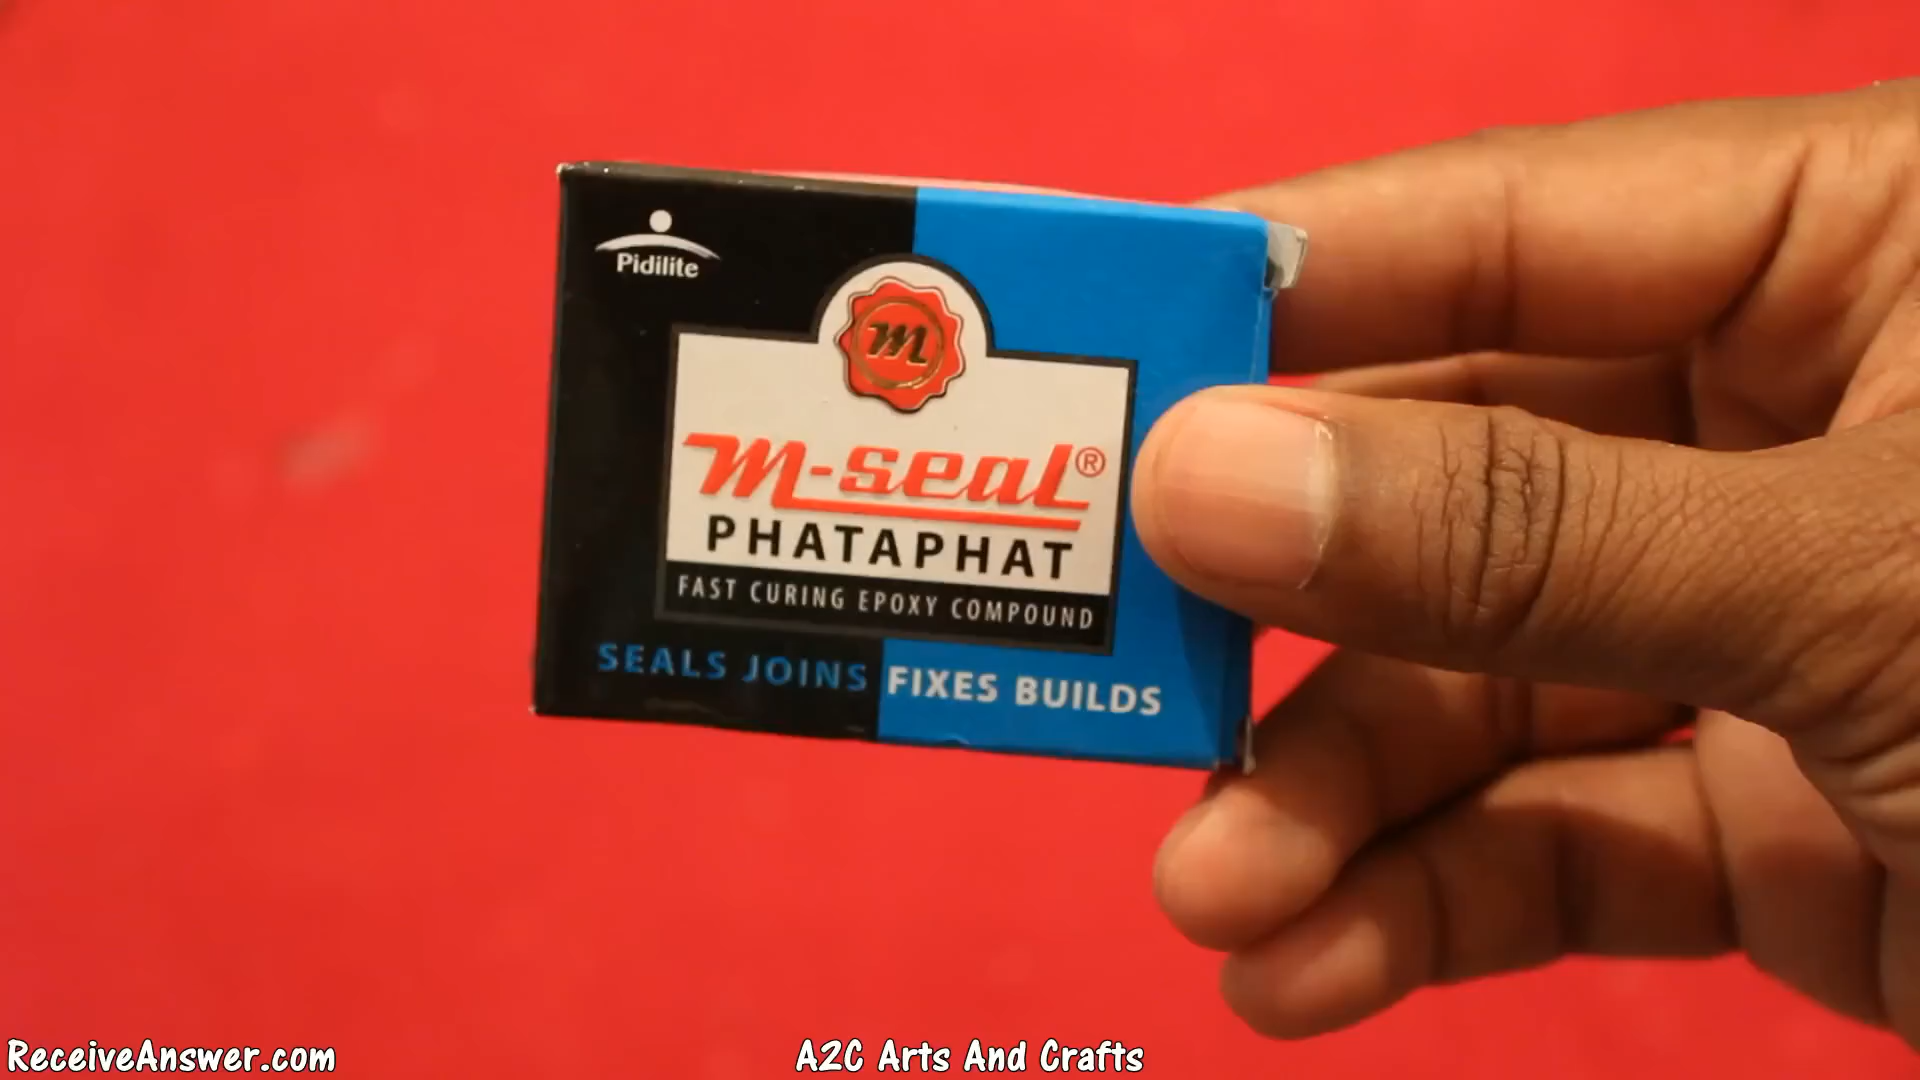 Pidilite
m
m-seal®
PHATAPHAT
FAST CURING EPOXY COMPOUND
SEALS JOINS FIXES BUILDS
ReceiveAnswer.com
A2C Arts And Crafts